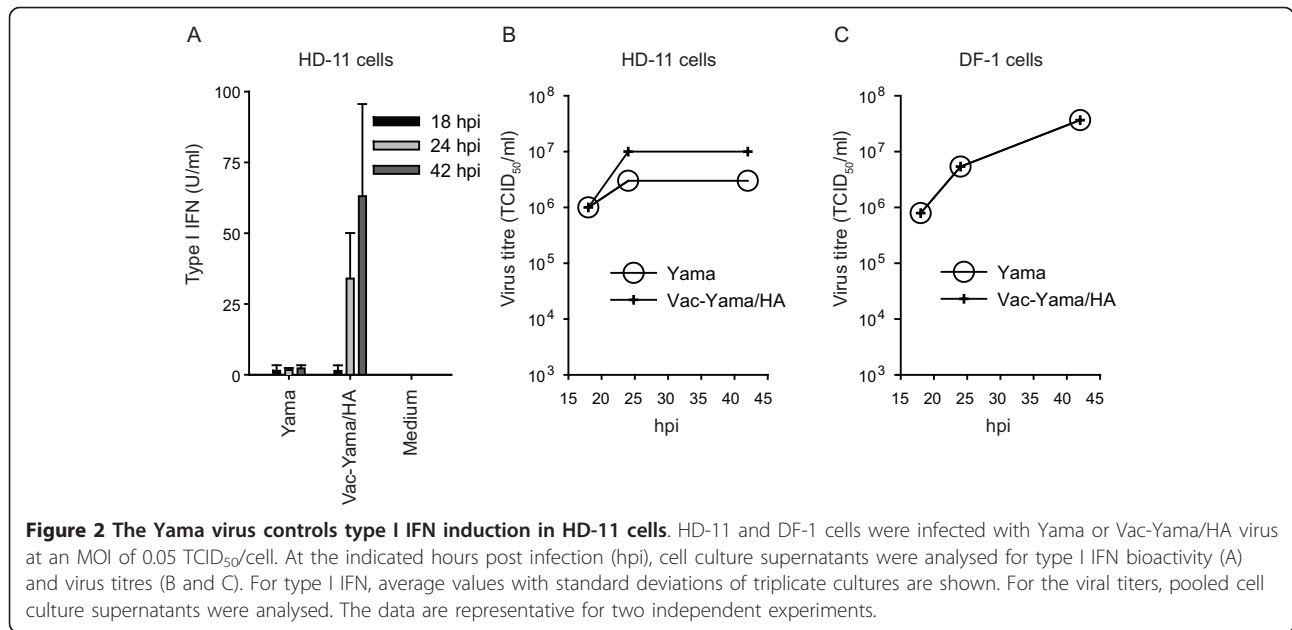 A
HD-11 cells
Type I IFN (U/ml)
100
75
50
25
0
18 hpi
24 hpi
42 hpi
Yama
Vac-Yama/HA
Medium
B
HD-11 cells
Virus titre (TCID50/ml)
10^8
10^7
10^6
10^5
10^4
10^3
Yama
Vac-Yama/HA
15 20 25 30 35 40 45
hpi
C
DF-1 cells
Virus titre (TCID50/ml)
10^8
10^7
10^6
10^5
10^4
10^3
Yama
Vac-Yama/HA
15 20 25 30 35 40 45
hpi
Figure 2 The Yama virus controls type I IFN induction in HD-11 cells. HD-11 and DF-1 cells were infected with Yama or Vac-Yama/HA virus
at an MOI of 0.05 TCID50/cell. At the indicated hours post infection (hpi), cell culture supernatants were analysed for type I IFN bioactivity (A)
and virus titres (B and C). For type I IFN, average values with standard deviations of triplicate cultures are shown. For the viral titers, pooled cell
culture supernatants were analysed. The data are representative for two independent experiments.